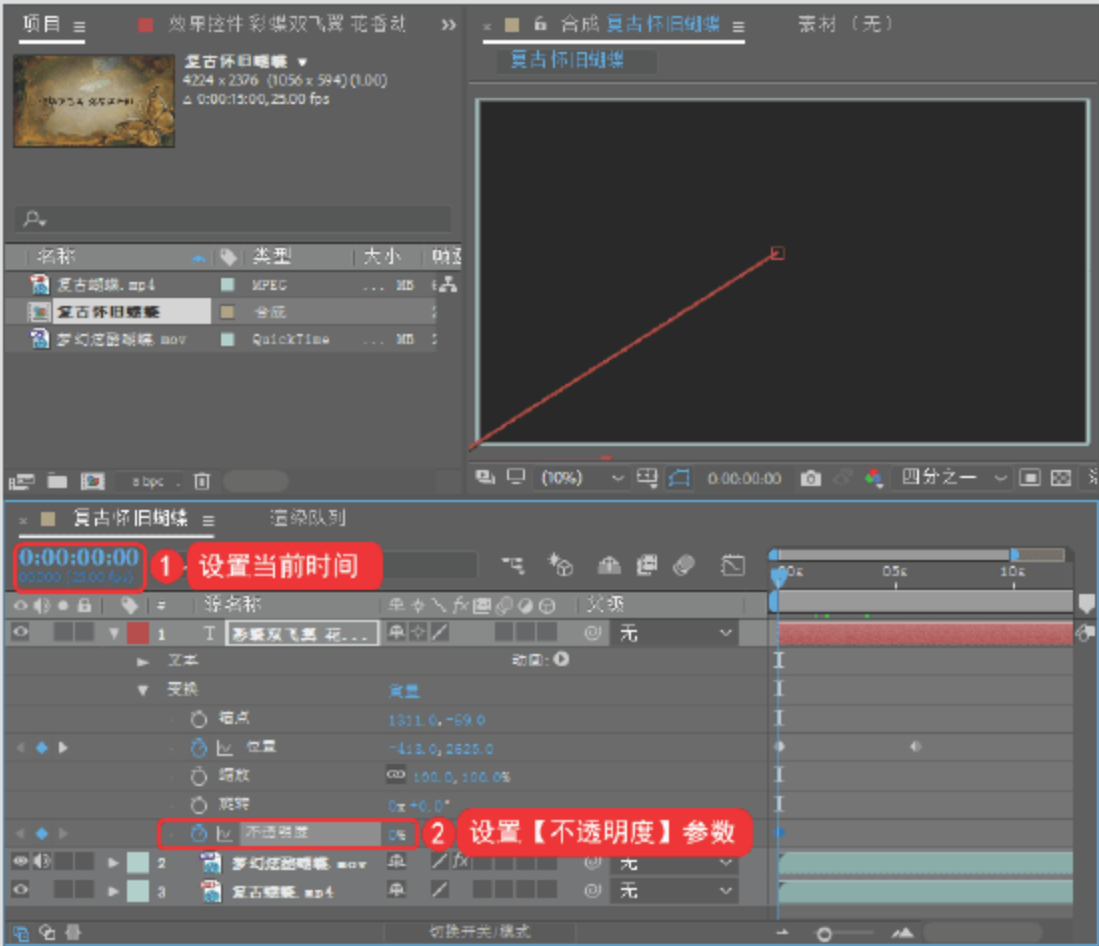 项目
效果控件 彩蝶双飞翼 花香动
复古怀旧蝴蝶
4224 x 2376 (1056 x 594) (1.00)
Δ 0:00:15:00, 25.00 fps
名称 类型 大小 帧速
复古蝴蝶.mp4 MPEG ... MB
复古怀旧蝴蝶 合成
梦幻炫酷蝴蝶.mov QuickTime ... MB
8 bpc
合成 复古怀旧蝴蝶
素材 (无)
复古怀旧蝴蝶
(10%) 0:00:00:00 四分之一
复古怀旧蝴蝶 渲染队列
0:00:00:00 1 设置当前时间
00000 (25.00 fps)
:00s 05s 10s
# 源名称 父级
1 T 彩蝶双飞翼 花... 无
文本 动画:
变换 重置
锚点 1311.0,-69.0
位置 -413.0,2625.0
缩放 100.0,100.0%
旋转 0x+0.0°
不透明度 0% 2 设置【不透明度】参数
2 梦幻炫酷蝴蝶.mov 无
3 复古蝴蝶.mp4 无
切换开关/模式